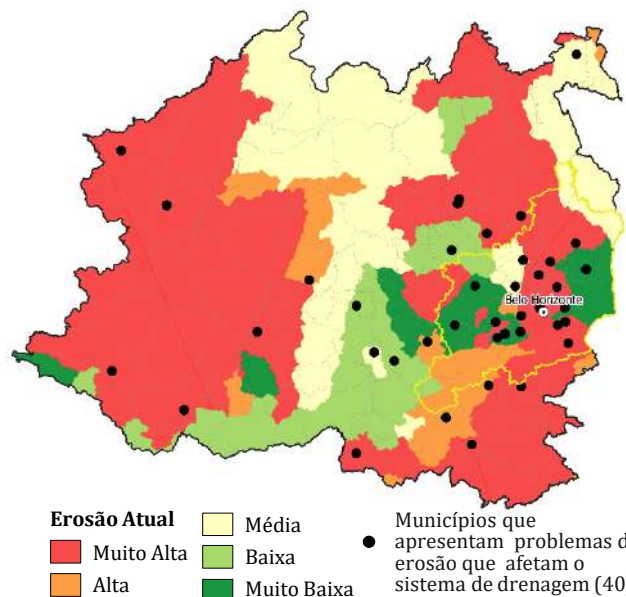 Belo Horizonte
Erosão Atual
Muito Alta
Alta
Média
Baixa
Muito Baixa
Municípios que
apresentam problemas d
erosão que afetam o
sistema de drenagem (40